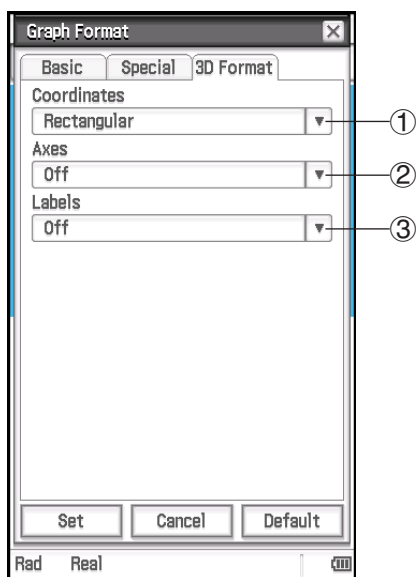 Graph Format
Basic Special 3D Format
Coordinates
Rectangular ①
Axes
Off ②
Labels
Off ③
Set Cancel Default
Rad Real